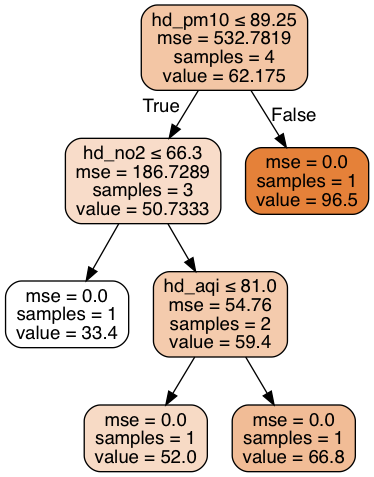 hd_pm10 ≤ 89.25
mse = 532.7819
samples = 4
value = 62.175
True
False
hd_no2 ≤ 66.3
mse = 186.7289
samples = 3
value = 50.7333
mse = 0.0
samples = 1
value = 96.5
mse = 0.0
samples = 1
value = 33.4
hd_aqi ≤ 81.0
mse = 54.76
samples = 2
value = 59.4
mse = 0.0
samples = 1
value = 52.0
mse = 0.0
samples = 1
value = 66.8